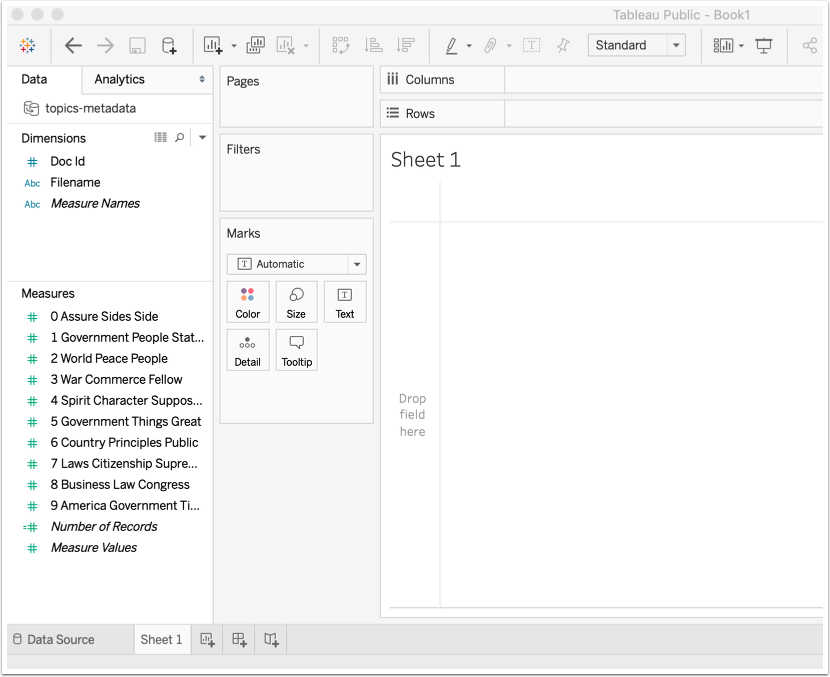 Tableau Public - Book1
Standard
Data
Analytics
topics-metadata
Dimensions
# Doc Id
Abc Filename
Abc Measure Names
Measures
# 0 Assure Sides Side
# 1 Government People Stat...
# 2 World Peace People
# 3 War Commerce Fellow
# 4 Spirit Character Suppos...
# 5 Government Things Great
# 6 Country Principles Public
# 7 Laws Citizenship Supre...
# 8 Business Law Congress
# 9 America Government Ti...
=# Number of Records
# Measure Values
Pages
Filters
Marks
T Automatic
Color
Size
T Text
Detail
Tooltip
Columns
Rows
Sheet 1
Drop
field
here
Data Source
Sheet 1